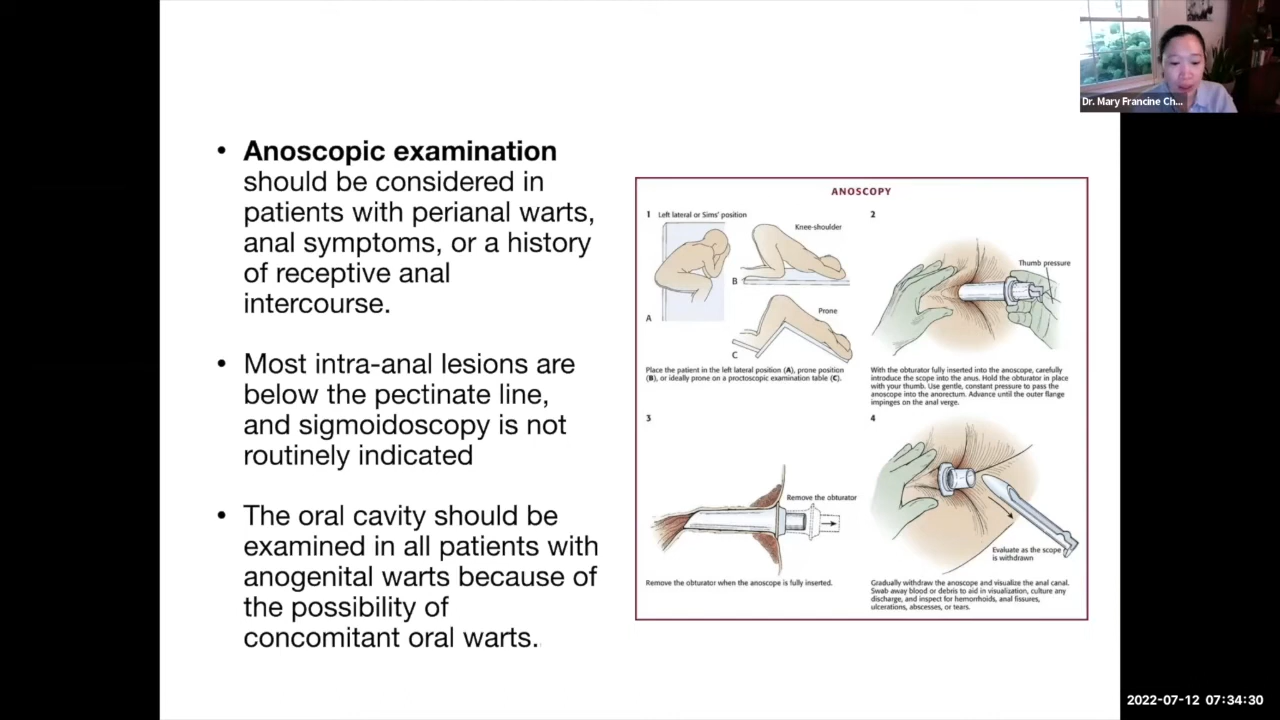 Dr. Mary Francine Ch...
• Anoscopic examination
should be considered in
patients with perianal warts,
anal symptoms, or a history
of receptive anal
intercourse.
• Most intra-anal lesions are
below the pectinate line,
and sigmoidoscopy is not
routinely indicated
• The oral cavity should be
examined in all patients with
anogenital warts because of
the possibility of
concomitant oral warts.
ANOSCOPY
1 Left lateral or Sims' position
Knee-shoulder
B
Prone
A
C
Place the patient in the left lateral position (A), prone position
(B), or ideally prone on a proctoscopic examination table (C).
2
Thumb pressure
With the obturator fully inserted into the anoscope, carefully
introduce the scope into the anus. Hold the obturator in place
with your thumb. Use gentle, constant pressure to pass the
anoscope into the anorectum. Advance until the outer flange
impinges on the anal verge.
3
Remove the obturator
Remove the obturator when the anoscope is fully inserted.
4
Evaluate as the scope
is withdrawn
Gradually withdraw the anoscope and visualize the anal canal.
Swab away blood or debris to aid in visualization, culture any
discharge, and inspect for hemorrhoids, anal fissures,
ulcerations, abscesses, or tears.
2022-07-12 07:34:30